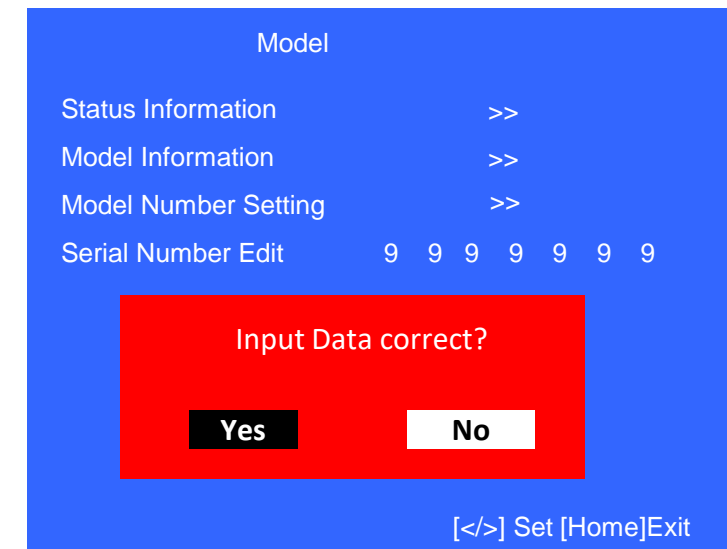 Model
Status Information >>
Model Information >>
Model Number Setting >>
Serial Number Edit 9 9 9 9 9 9 9
Input Data correct?
Yes No
[</>] Set [Home]Exit